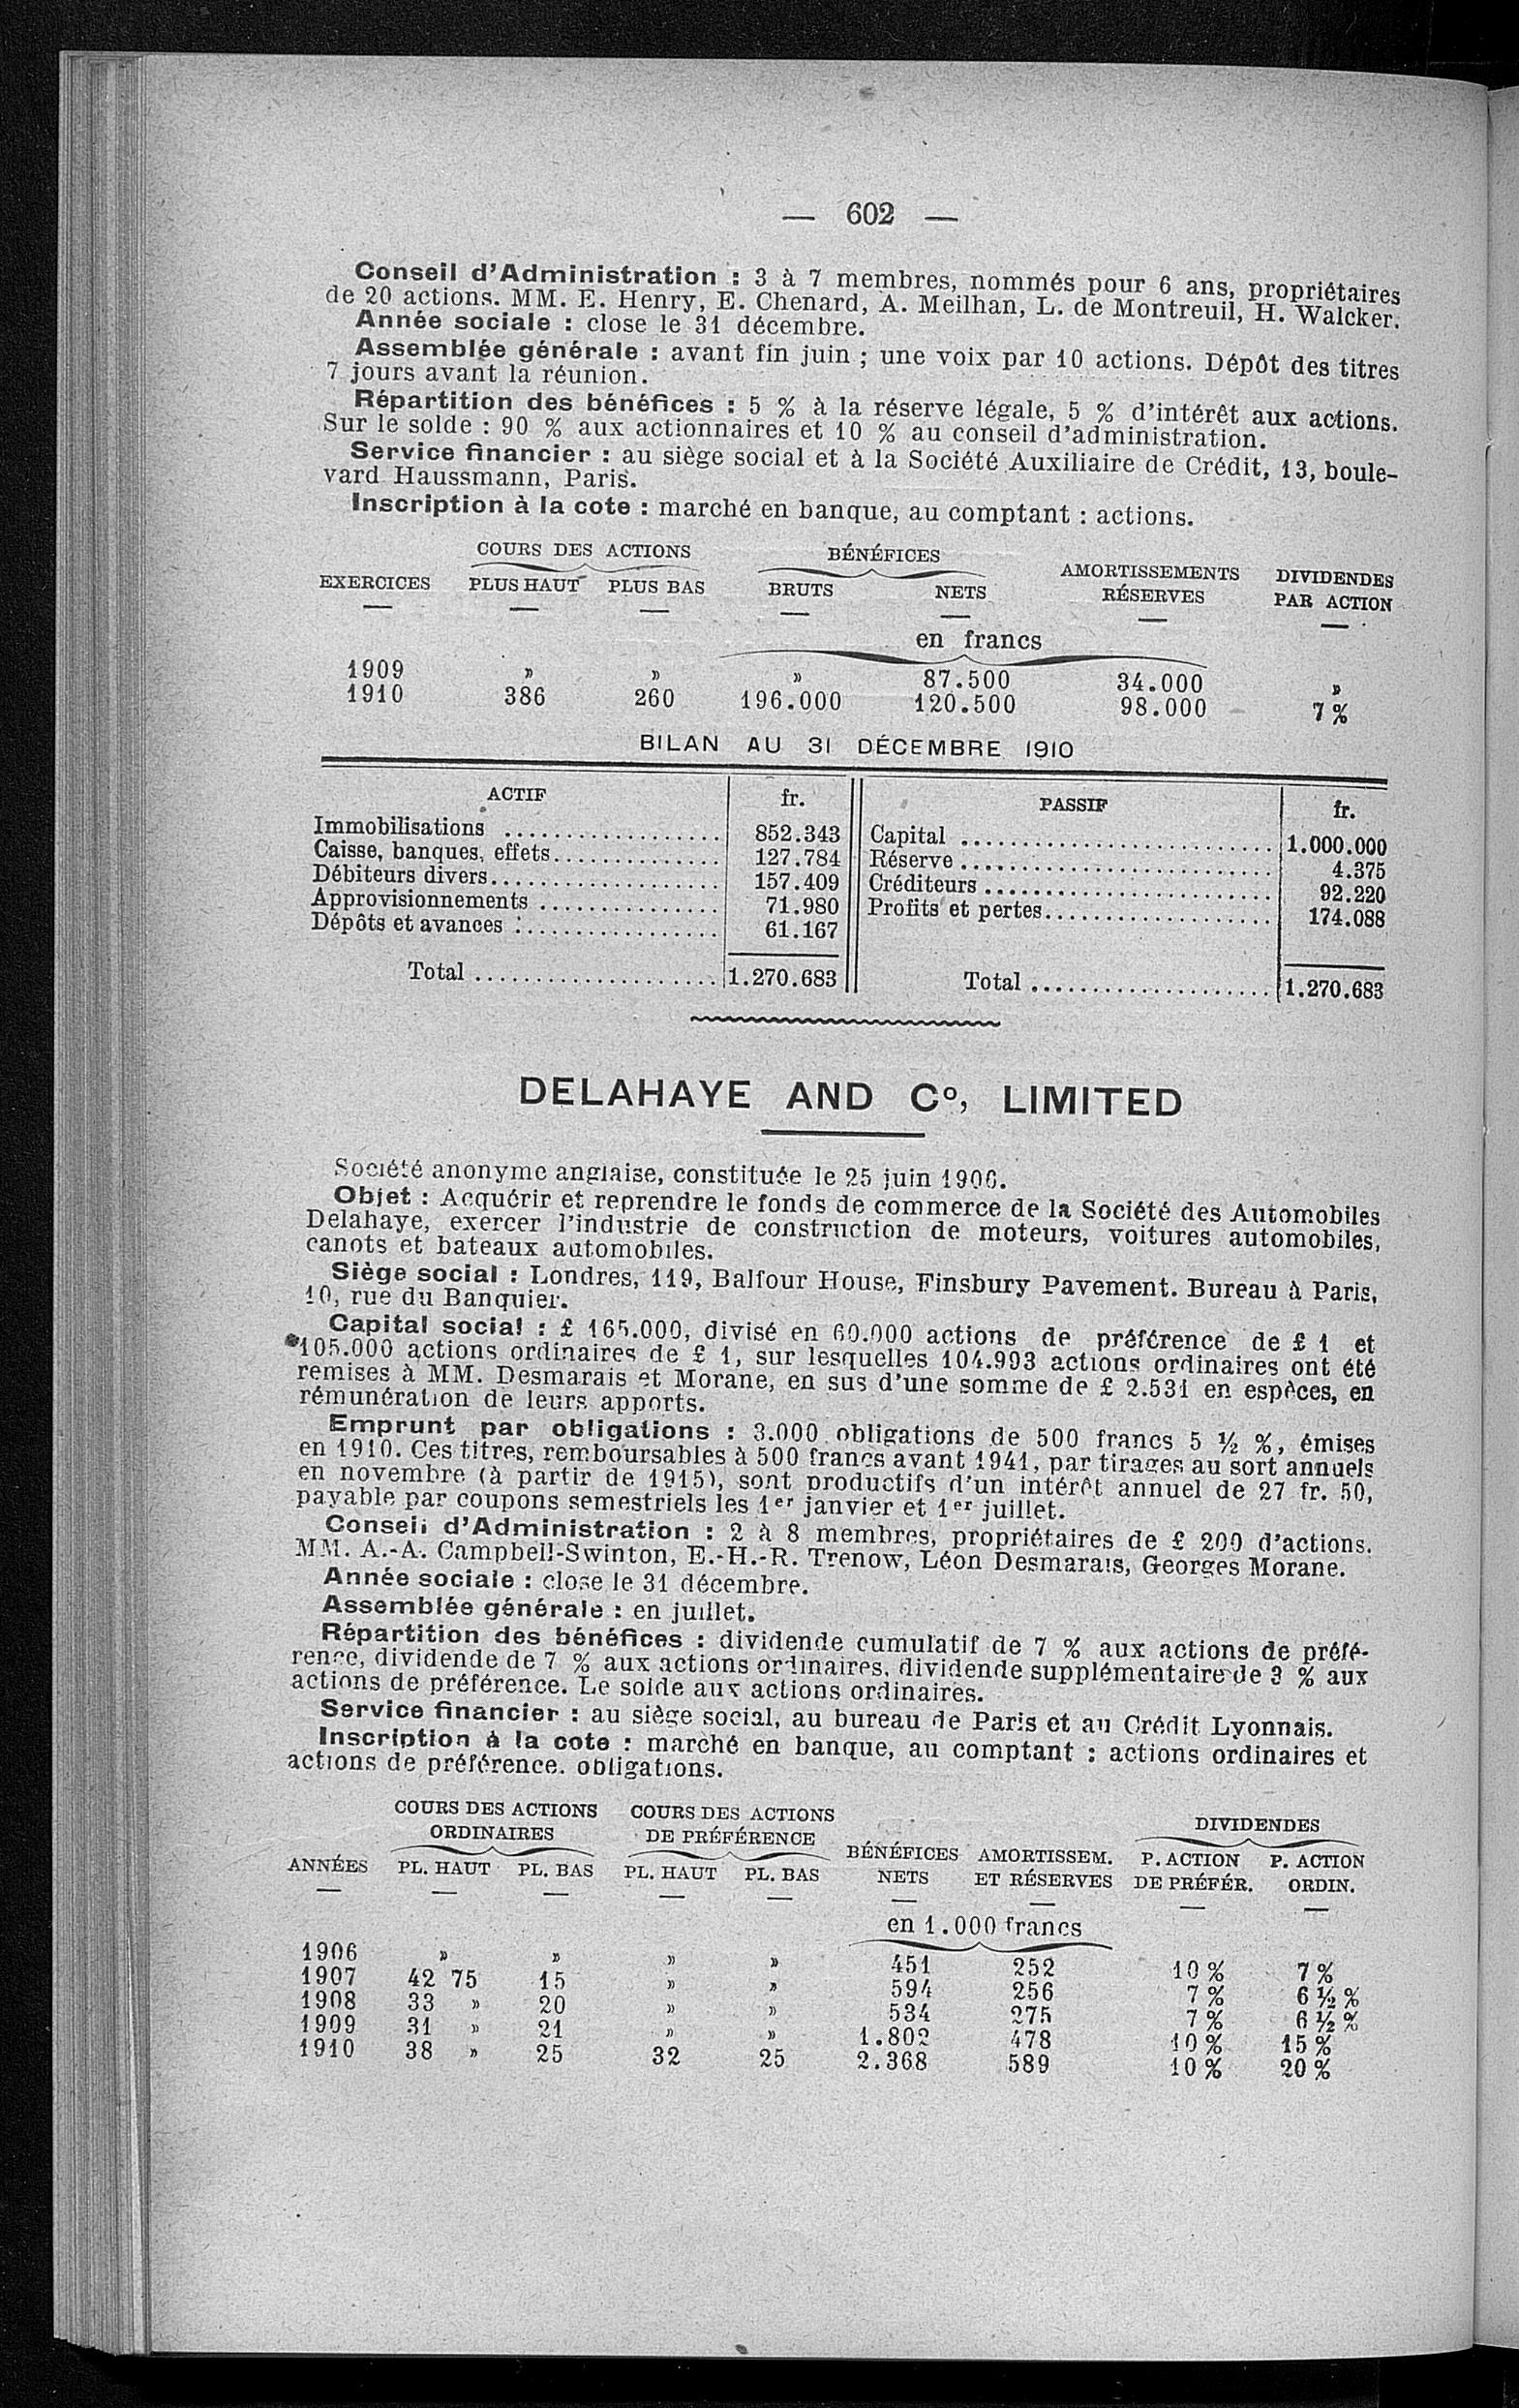 — 602 —
Conseil d'Administration : 3 à 7 membres, nommés pour 6 ans, propriétaires
de 20 actions. MM. E. Henry, E. Chenard, A. Meilhan, L. de Montreuil, H. Walcker.
Année sociale : close le 31 décembre.
Assemblée générale : avant fin juin ; une voix par 10 actions. Dépôt des titres
7 jours avant la réunion.
Répartition des bénéfices : 5 % à la réserve légale, 5 % d'intérêt aux actions.
Sur le solde : 90 % aux actionnaires et 10 % au conseil d'administration.
Service financier : au siège social et à la Société Auxiliaire de Crédit, 13, boule-
vard Haussmann, Paris.
Inscription à la cote : marché en banque, au comptant : actions.
COURS DES ACTIONS BÉNÉFICES AMORTISSEMENTS DIVIDENDES
EXERCICES PLUS HAUT PLUS BAS BRUTS NETS RÉSERVES PAR ACTION
en francs
1909 » » » 87.500 34.000 »
1910 386 260 196.000 120.500 98.000 7 %
BILAN AU 31 DÉCEMBRE 1910
ACTIF fr. PASSIF fr.
Immobilisations .................. 852.343 Capital ......................... 1.000.000
Caisse, banques, effets.............. 127.784 Réserve ......................... 4.375
Débiteurs divers................... 157.409 Créditeurs ....................... 92.220
Approvisionnements ............... 71.980 Profits et pertes.................. 174.088
Dépôts et avances ................. 61.167
Total .................... 1.270.683 Total .................... 1.270.683
DELAHAYE AND Cº, LIMITED
Société anonyme anglaise, constituée le 25 juin 1906.
Objet : Acquérir et reprendre le fonds de commerce de la Société des Automobiles
Delahaye, exercer l'industrie de construction de moteurs, voitures automobiles,
canots et bateaux automobiles.
Siège social : Londres, 119, Balfour House, Finsbury Pavement. Bureau à Paris,
10, rue du Banquier.
Capital social : £ 165.000, divisé en 60.000 actions de préférence de £ 1 et
105.000 actions ordinaires de £ 1, sur lesquelles 104.993 actions ordinaires ont été
remises à MM. Desmarais et Morane, en sus d'une somme de £ 2.531 en espèces, en
rémunération de leurs apports.
Emprunt par obligations : 3.000 obligations de 500 francs 5 ½ %, émises
en 1910. Ces titres, remboursables à 500 francs avant 1941, par tirages au sort annuels
en novembre (à partir de 1915), sont productifs d'un intérêt annuel de 27 fr. 50,
payable par coupons semestriels les 1er janvier et 1er juillet.
Conseil d'Administration : 2 à 8 membres, propriétaires de £ 200 d'actions.
MM. A.-A. Campbell-Swinton, E.-H.-R. Trenow, Léon Desmarais, Georges Morane.
Année sociale : close le 31 décembre.
Assemblée générale : en juillet.
Répartition des bénéfices : dividende cumulatif de 7 % aux actions de préfé-
rence, dividende de 7 % aux actions ordinaires, dividende supplémentaire de 3 % aux
actions de préférence. Le solde aux actions ordinaires.
Service financier : au siège social, au bureau de Paris et au Crédit Lyonnais.
Inscription à la cote : marché en banque, au comptant : actions ordinaires et
actions de préférence. obligations.
COURS DES ACTIONS COURS DES ACTIONS DIVIDENDES
ORDINAIRES DE PRÉFÉRENCE BÉNÉFICES AMORTISSEM. P. ACTION P. ACTION
ANNÉES PL. HAUT PL. BAS PL. HAUT PL. BAS NETS ET RÉSERVES DE PRÉFÉR. ORDIN.
en 1.000 francs
1906 » » » » 451 252 10 % 7 %
1907 42 75 15 » » 594 256 7 % 6 ½ %
1908 33 » 20 » » 534 275 7 % 6 ½ %
1909 31 » 21 » » 1.802 478 10 % 15 %
1910 38 » 25 32 25 2.368 589 10 % 20 %